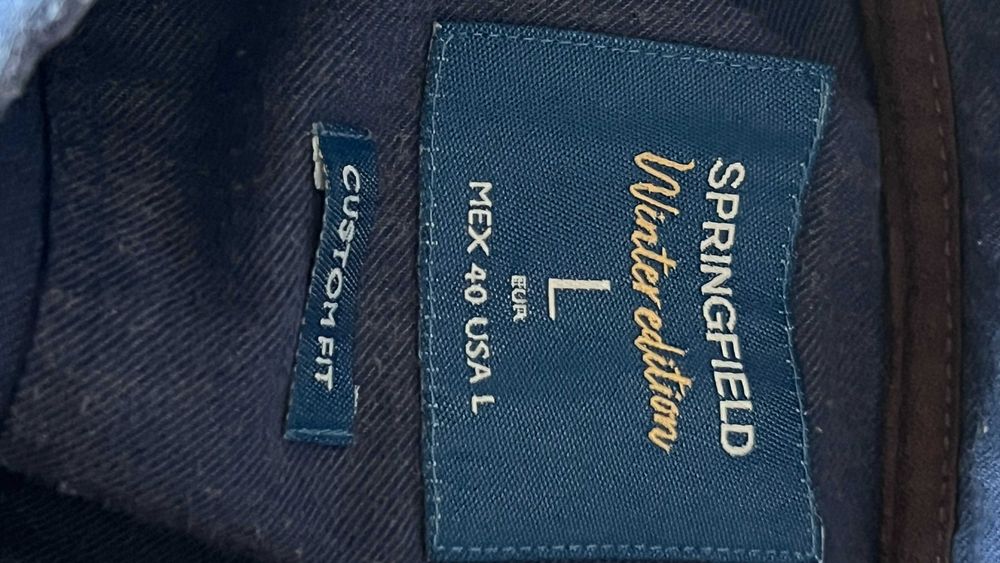 SPRINGFIELD
Winter edition
L
EUR
MEX 40 USA L
CUSTOM FIT